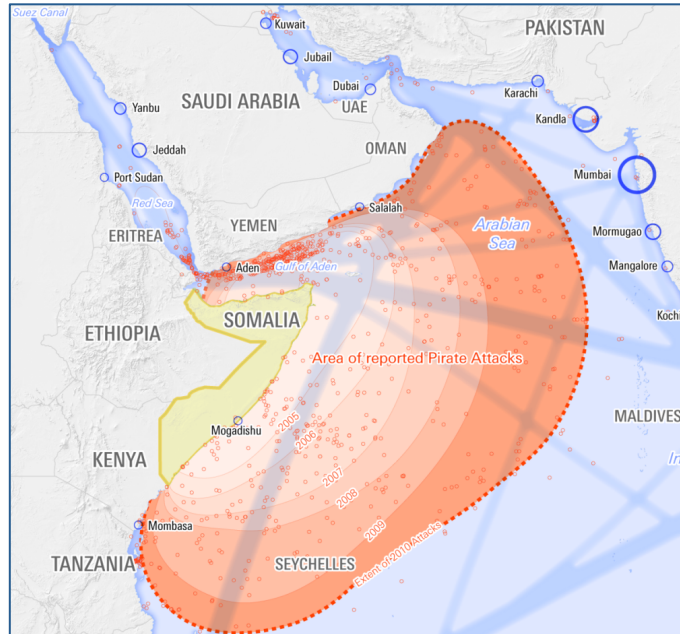 Suez Canal
Kuwait
PAKISTAN
Jubail
Dubai
Karachi
SAUDI ARABIA
UAE
Yanbu
Kandla
OMAN
Jeddah
Mumbai
Port Sudan
Red Sea
Salalah
YEMEN
Arabian
Sea
Mormugao
ERITREA
Aden
Gulf of Aden
Mangalore
SOMALIA
Kochi
ETHIOPIA
Area of reported Pirate Attacks
MALDIVES
Mogadishu
2005
2006
In
KENYA
2007
2008
Mombasa
2009
TANZANIA
SEYCHELLES
Extent of 2010 Attacks